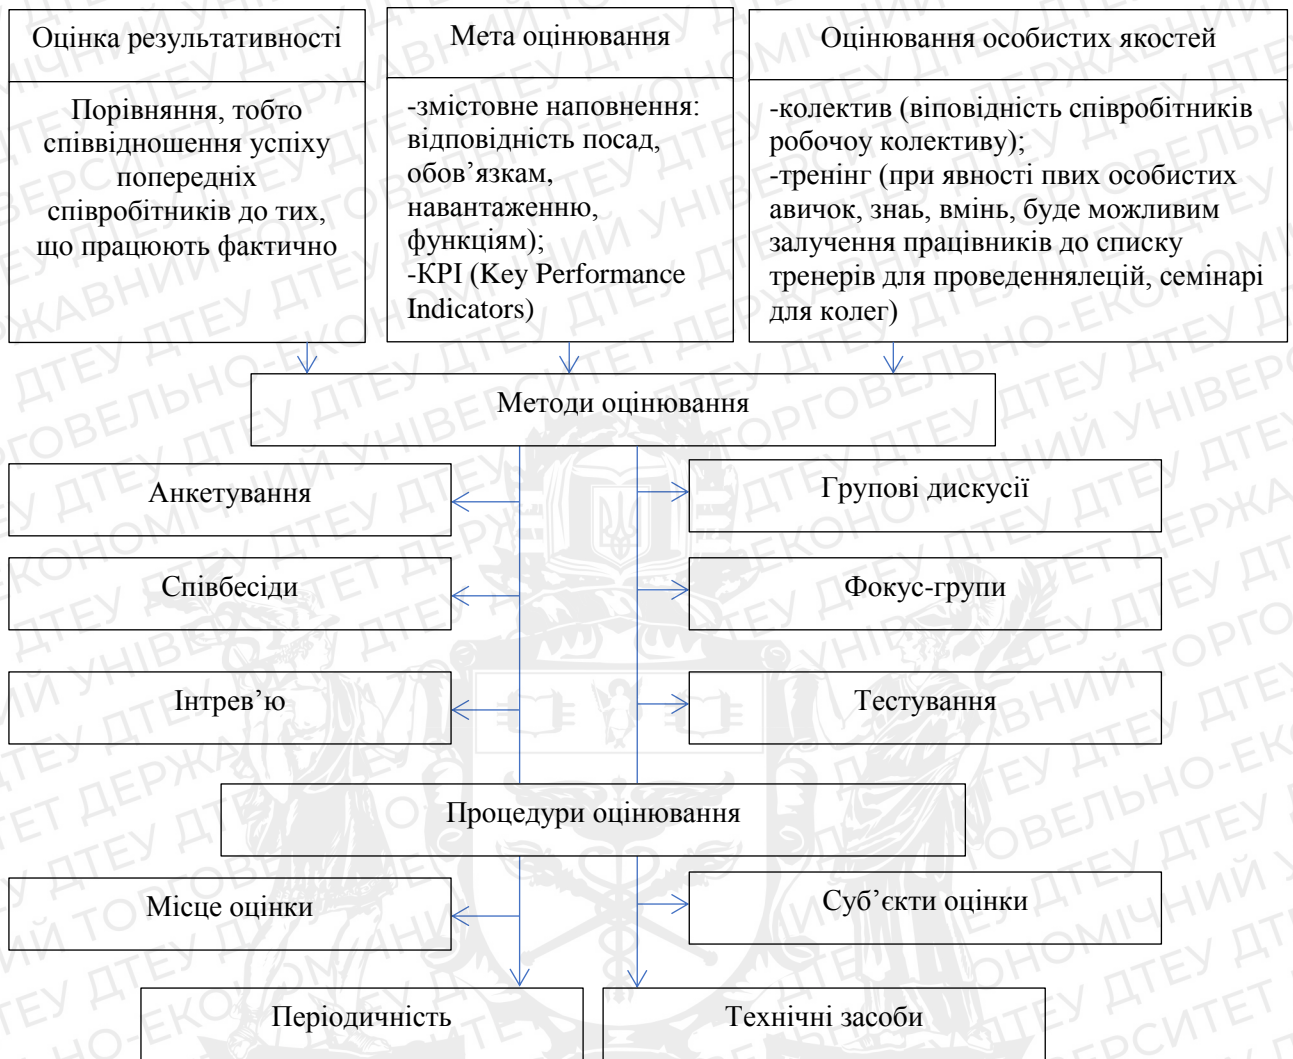 Оцінка результативності
Порівняння, тобто
співвідношення успіху
попередніх
співробітників до тих,
що працюють фактично
Мета оцінювання
-змістовне наповнення:
відповідність посад,
обов’язкам,
навантаженню,
функціям);
-КРІ (Key Performance
Indicators)
Оцінювання особистих якостей
-колектив (віповідність співробітників
робочоу колективу);
-тренінг (при явності пвих особистих
авичок, знаь, вмінь, буде можливим
залучення працівників до списку
тренерів для проведеннялецій, семінарі
для колег)
Методи оцінювання
Анкетування
Групові дискусії
Співбесіди
Фокус-групи
Інтрев’ю
Тестування
Процедури оцінювання
Місце оцінки
Суб’єкти оцінки
Періодичність
Технічні засоби